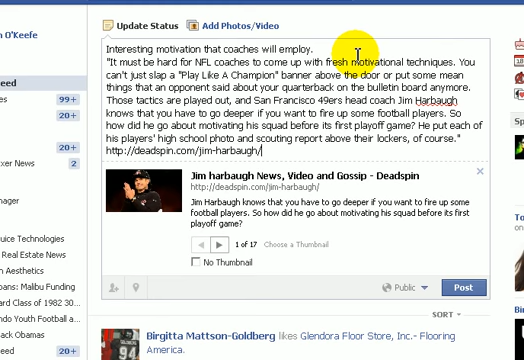 Update Status
Add Photos/Video
O'Keefe
Interesting motivation that coaches will employ.
"It must be hard for NFL coaches to come up with fresh motivational techniques. You
can't just slap a "Play Like A Champion" banner above the door or put some mean
things that an opponent said about your quarterback on the bulletin board anymore.
Those tactics are played out, and San Francisco 49ers head coach Jim Harbaugh
knows that you have to go deeper if you want to fire up some football players. So
how did he go about motivating his squad before its first playoff game? He put each of
his players' high school photo and scouting report above their lockers, of course."
http://deadspin.com/jim-harbaugh/
Jim harbaugh News, Video and Gossip - Deadspin
http://deadspin.com/jim-harbaugh/
Jim Harbaugh knows that you have to go deeper if you want to fire up some
football players. So how did he go about motivating his squad before its first
playoff game?
1 of 17 Choose a Thumbnail
No Thumbnail
Public
Post
SORT
Birgitta Mattson-Goldberg likes Glendora Floor Store, Inc.- Flooring
America.
eed
es
99+
20+
20+
xer News 2
nager
uice Technologies
Real Estate News
n Aesthetics
pans: Malibu Funding
ard Class of 1982 30...
ndo Youth Football a...
ack Obamas
eed
20+
Sp
To
Bir
94